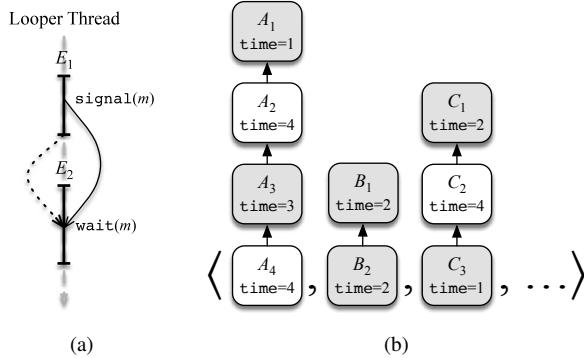 Looper Thread
E1
signal(m)
E2
wait(m)
(a)
A1
time=1
A2
time=4
A3
time=3
A4
time=4
B1
time=2
B2
time=2
C1
time=2
C2
time=4
C3
time=1
⟨ , , , ...⟩
(b)